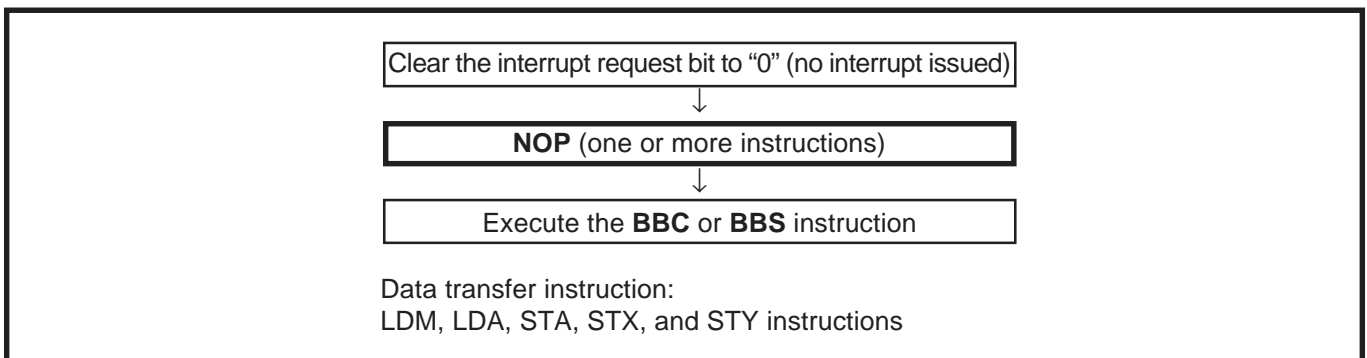 Clear the interrupt request bit to “0” (no interrupt issued)
↓
NOP (one or more instructions)
↓
Execute the BBC or BBS instruction
Data transfer instruction:
LDM, LDA, STA, STX, and STY instructions